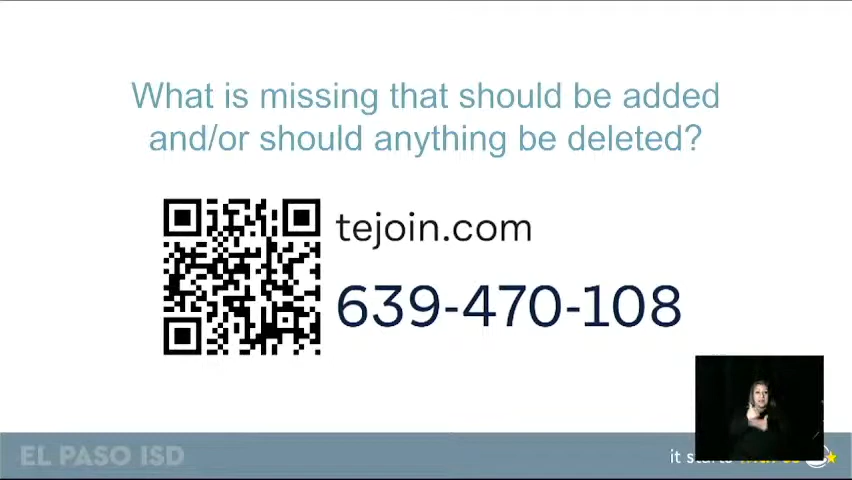 What is missing that should be added
and/or should anything be deleted?
tejoin.com
639-470-108
EL PASO ISD
it starts